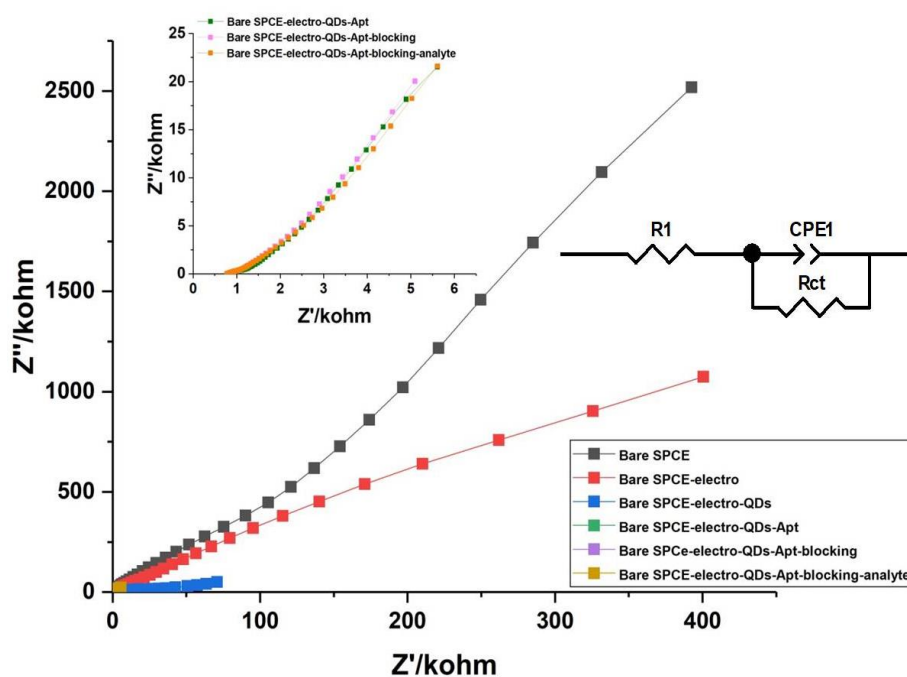 Bare SPCE-electro-QDs-Apt
Bare SPCE-electro-QDs-Apt-blocking
Bare SPCE-electro-QDs-Apt-blocking-analyte
25
20
15
10
5
0
Z''/kohm
0 1 2 3 4 5 6
Z'/kohm
2500
2000
1500
1000
500
0
Z''/kohm
R1
CPE1
Rct
Bare SPCE
Bare SPCE-electro
Bare SPCE-electro-QDs
Bare SPCE-electro-QDs-Apt
Bare SPCe-electro-QDs-Apt-blocking
Bare SPCE-electro-QDs-Apt-blocking-analyte
0 100 200 300 400
Z'/kohm